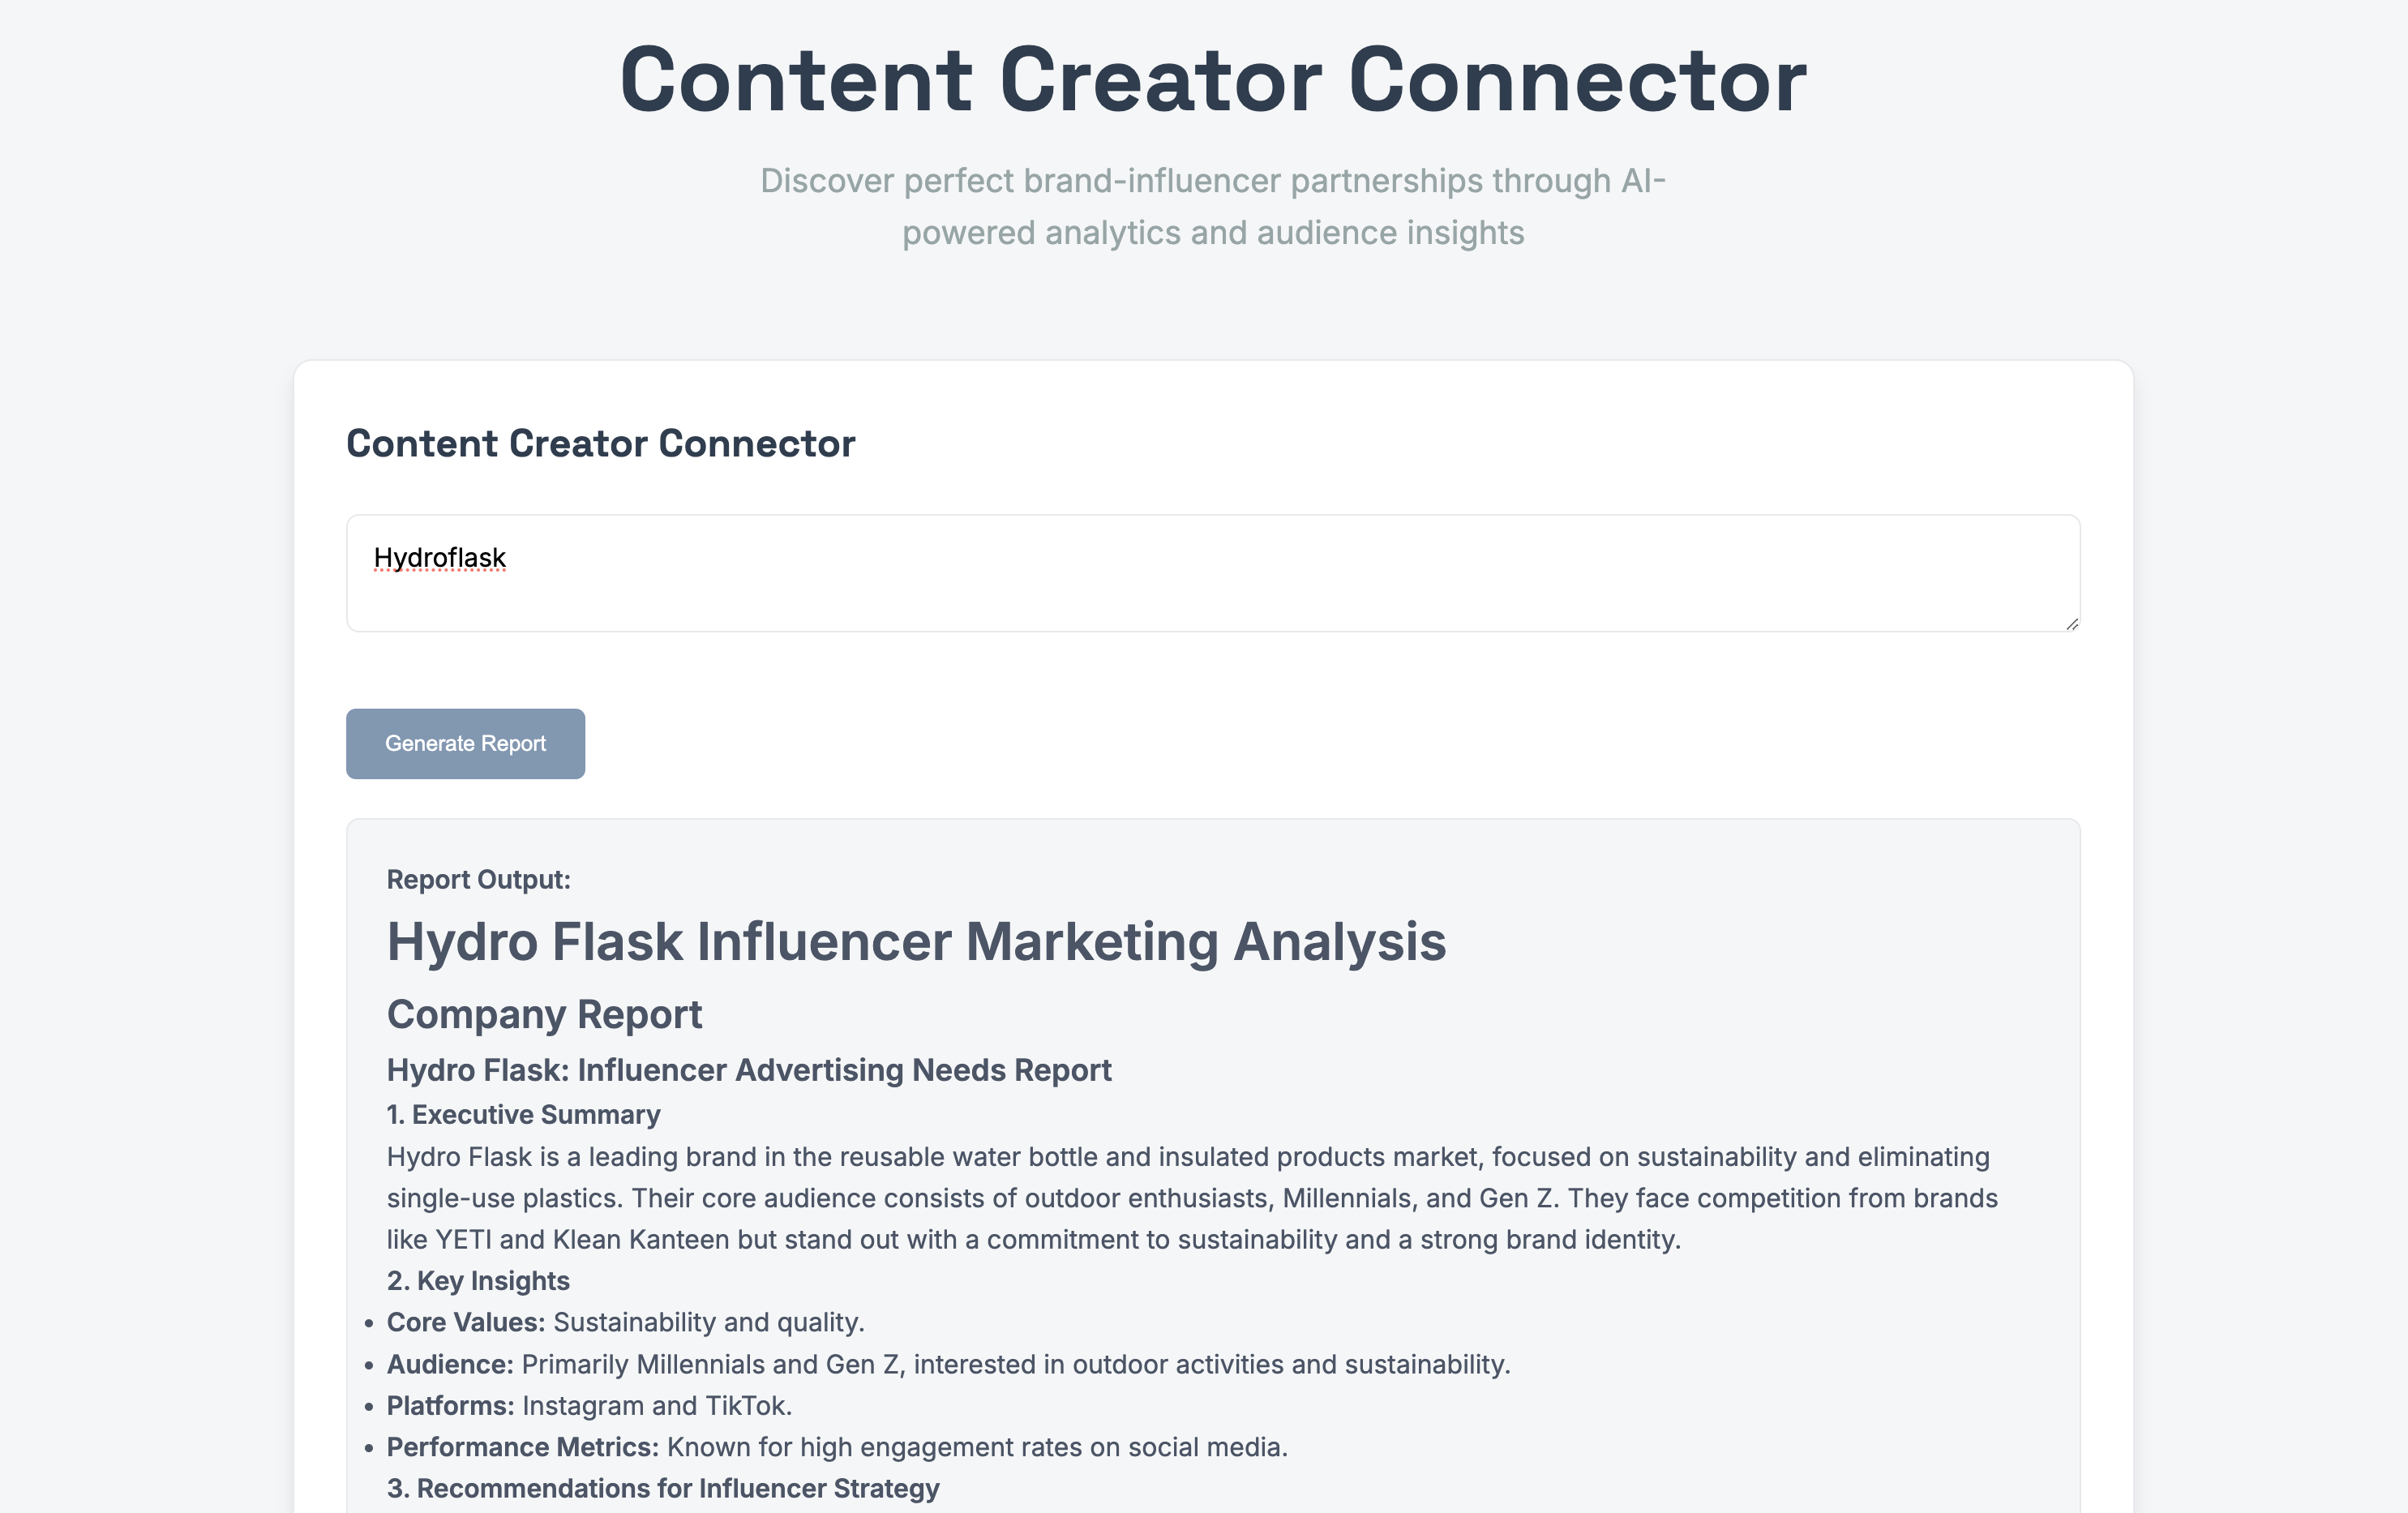 Content Creator Connector
Discover perfect brand-influencer partnerships through AI-
powered analytics and audience insights
Content Creator Connector
Hydroflask
Generate Report
Report Output:
Hydro Flask Influencer Marketing Analysis
Company Report
Hydro Flask: Influencer Advertising Needs Report
1. Executive Summary
Hydro Flask is a leading brand in the reusable water bottle and insulated products market, focused on sustainability and eliminating
single-use plastics. Their core audience consists of outdoor enthusiasts, Millennials, and Gen Z. They face competition from brands
like YETI and Klean Kanteen but stand out with a commitment to sustainability and a strong brand identity.
2. Key Insights
• Core Values: Sustainability and quality.
• Audience: Primarily Millennials and Gen Z, interested in outdoor activities and sustainability.
• Platforms: Instagram and TikTok.
• Performance Metrics: Known for high engagement rates on social media.
3. Recommendations for Influencer Strategy